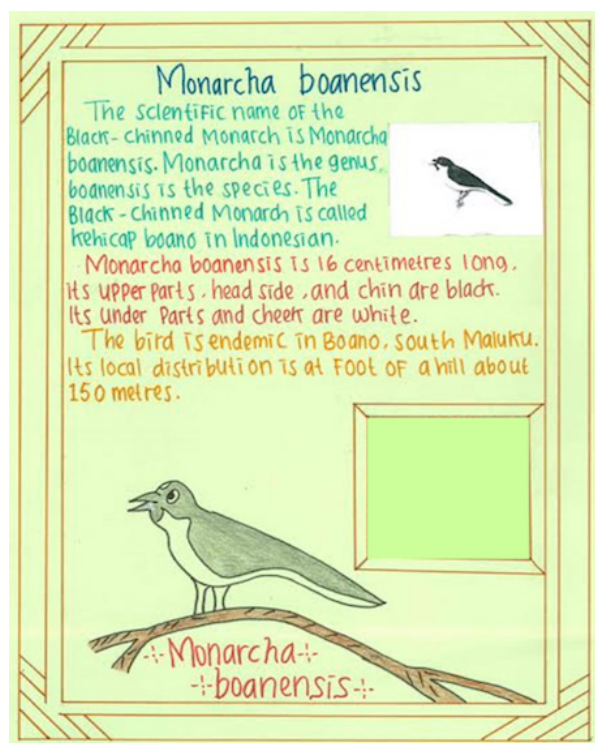 Monarcha boanensis
The scientific name of the
Black-chinned Monarch is Monarcha
boanensis. Monarcha is the genus,
boanensis is the species. The
Black-chinned Monarch is called
kehicap boano in Indonesian.
Monarcha boanensis is 16 centimetres long.
Its upper parts, head side, and chin are black.
Its under parts and cheek are white.
The bird is endemic in Boano, south Maluku.
Its local distribution is at foot of a hill about
150 metres.
Monarcha
boanensis